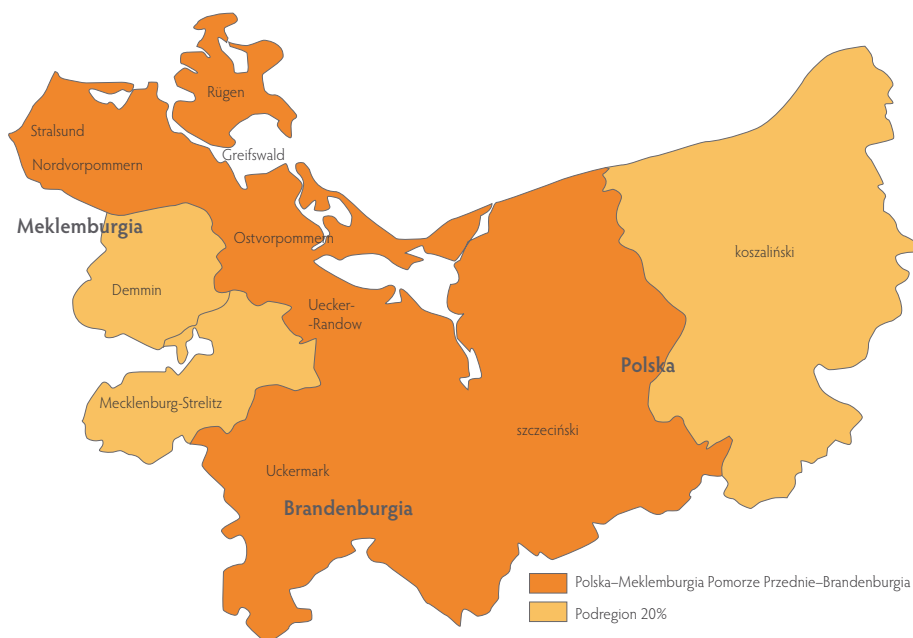 Rügen
Stralsund
Greifswald
Nordvorpommern
Meklemburgia
Ostvorpommern
koszaliński
Demmin
Uecker-
-Randow
Polska
Mecklenburg-Strelitz
szczeciński
Uckermark
Brandenburgia
Polska–Meklemburgia Pomorze Przednie–Brandenburgia
Podregion 20%